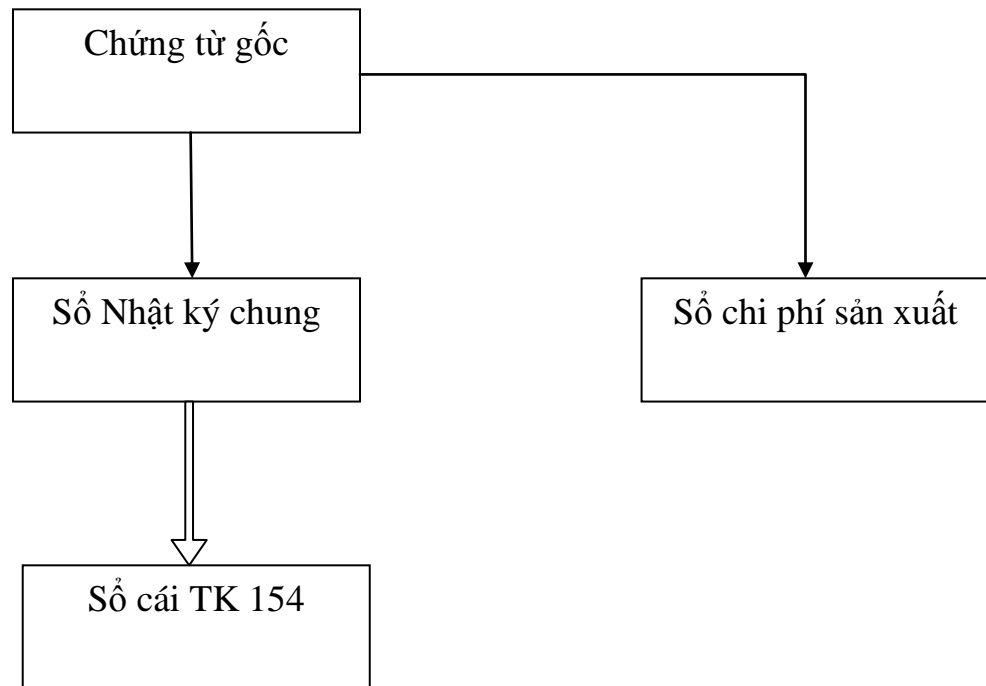 Chứng từ gốc
Sổ Nhật ký chung
Sổ chi phí sản xuất
Sổ cái TK 154